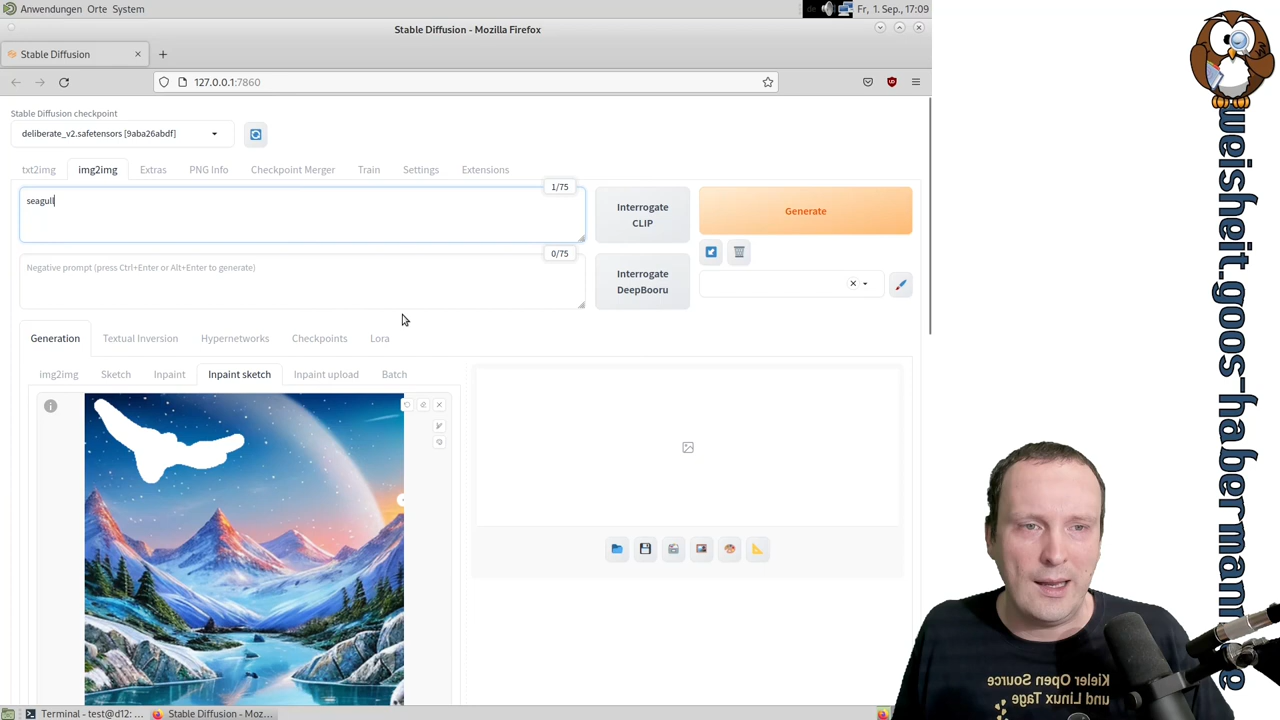 Anwendungen Orte System
de
Fr, 1. Sep., 17:09
Stable Diffusion - Mozilla Firefox
Stable Diffusion
127.0.0.1:7860
Stable Diffusion checkpoint
deliberate_v2.safetensors [9aba26abdf]
txt2img img2img Extras PNG Info Checkpoint Merger Train Settings Extensions
1/75
seagull
Interrogate
CLIP
Generate
0/75
Negative prompt (press Ctrl+Enter or Alt+Enter to generate)
Interrogate
DeepBooru
Generation Textual Inversion Hypernetworks Checkpoints Lora
img2img Sketch Inpaint Inpaint sketch Inpaint upload Batch
Terminal - test@d12: ...
Stable Diffusion - Moz...
weisheit.goos-habermann.de
Kieler Open Source
und Linux Tage